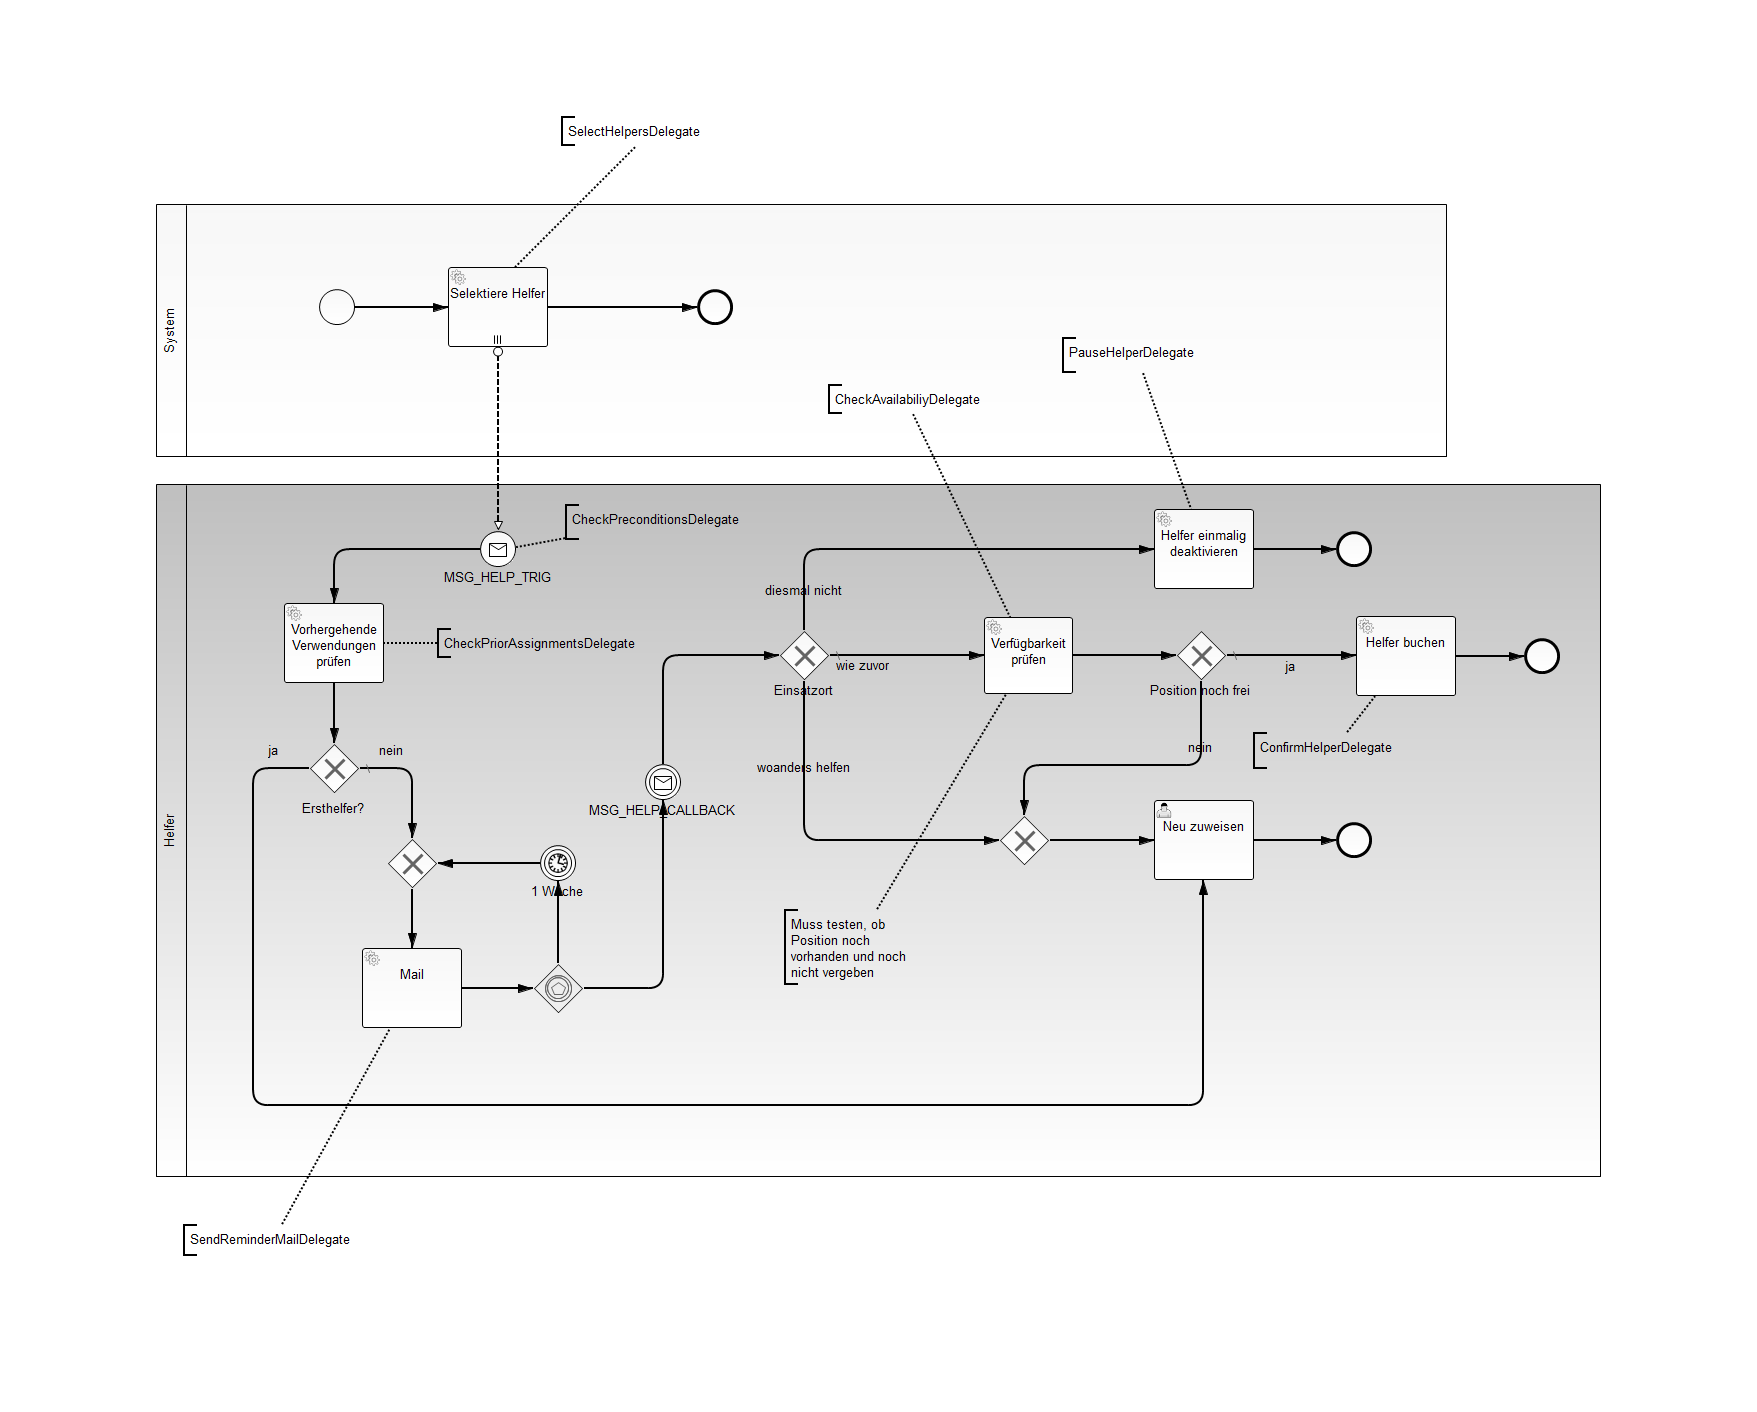 SelectHelpersDelegate
System
Selektiere Helfer
PauseHelperDelegate
CheckAvailabiliyDelegate
Helfer
CheckPreconditionsDelegate
MSG_HELP_TRIG
Helfer einmalig
deaktivieren
diesmal nicht
Vorhergehende
Verwendungen
prüfen
CheckPriorAssignmentsDelegate
Verfügbarkeit
prüfen
wie zuvor
Einsatzort
Position noch frei
ja
Helfer buchen
ja
nein
Ersthelfer?
woanders helfen
nein
ConfirmHelperDelegate
MSG_HELP_CALLBACK
Neu zuweisen
1 Woche
Mail
Muss testen, ob
Position noch
vorhanden und noch
nicht vergeben
SendReminderMailDelegate